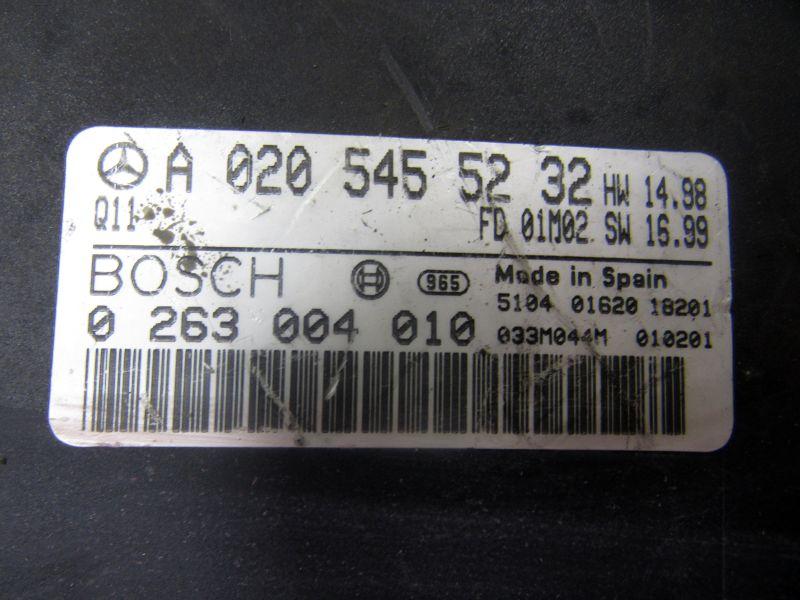 A 020 545 52 32 HW 14.98
Q11 FD 01M02 SW 16.99
BOSCH 965 Made in Spain
5104 01620 18201
0 263 004 010 033M044M 010201